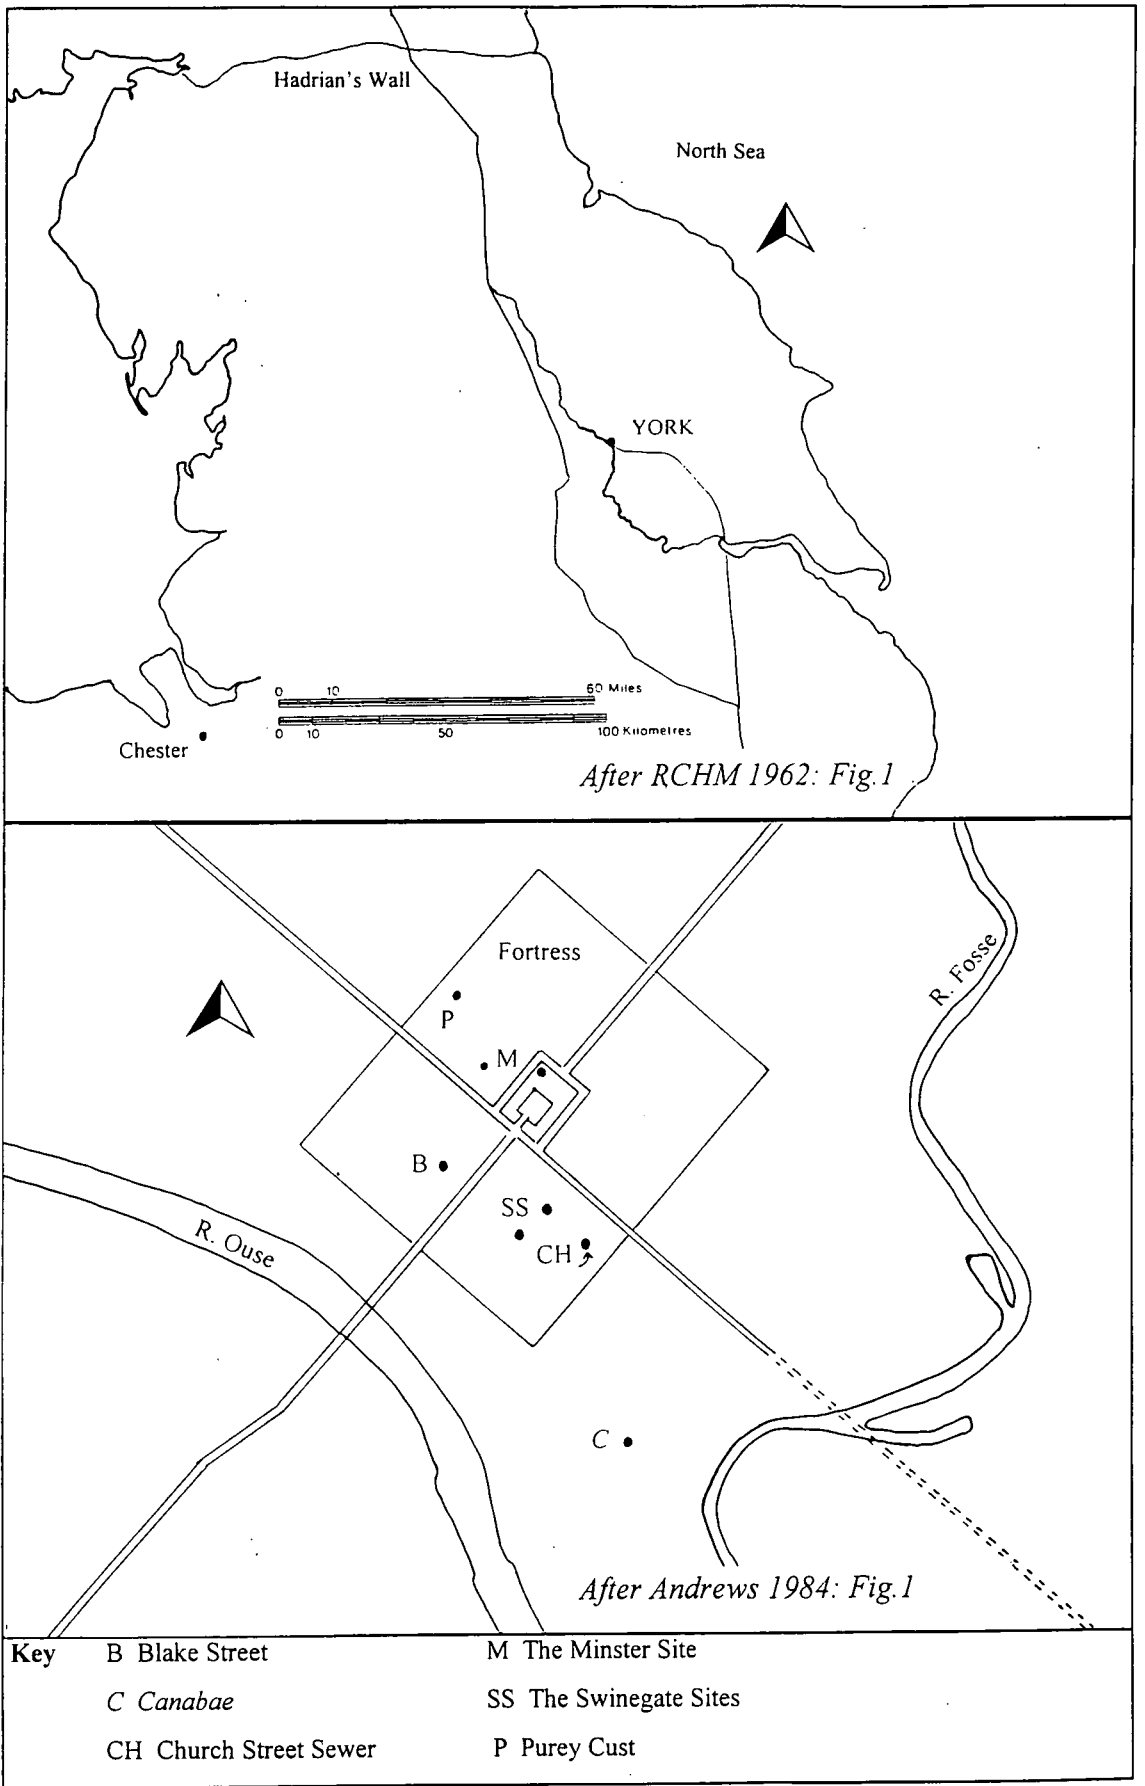 Hadrian's Wall
North Sea
YORK
0 10 60 Miles
0 10 50 100 Kilometres
Chester
After RCHM 1962: Fig.1
Fortress
R. Fosse
P
M
B
SS
R. Ouse
CH
C
After Andrews 1984: Fig.1
Key B Blake Street M The Minster Site
C Canabae SS The Swinegate Sites
CH Church Street Sewer P Purey Cust